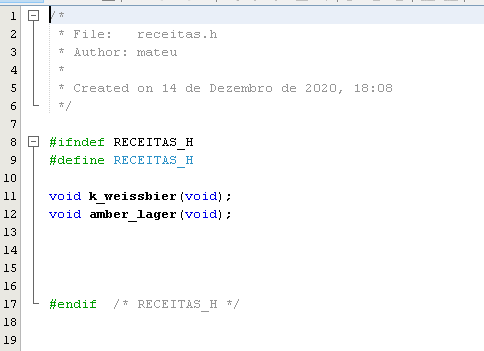 1 /*
2 * File:   receitas.h
3 * Author: mateu
4 *
5 * Created on 14 de Dezembro de 2020, 18:08
6 */
7
8 #ifndef RECEITAS_H
9 #define RECEITAS_H
10
11 void k_weissbier(void);
12 void amber_lager(void);
13
14
15
16
17 #endif  /* RECEITAS_H */
18
19